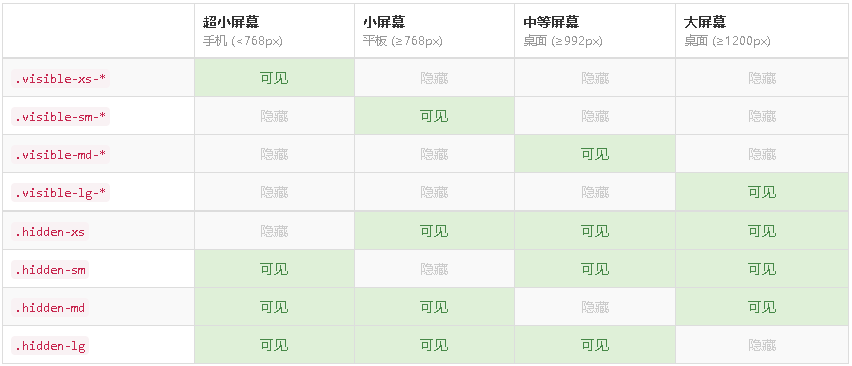 超小屏幕 小屏幕 中等屏幕 大屏幕
手机 (<768px) 平板 (≥768px) 桌面 (≥992px) 桌面 (≥1200px)
.visible-xs-* 可见 隐藏 隐藏 隐藏
.visible-sm-* 隐藏 可见 隐藏 隐藏
.visible-md-* 隐藏 隐藏 可见 隐藏
.visible-lg-* 隐藏 隐藏 隐藏 可见
.hidden-xs 隐藏 可见 可见 可见
.hidden-sm 可见 隐藏 可见 可见
.hidden-md 可见 可见 隐藏 可见
.hidden-lg 可见 可见 可见 隐藏